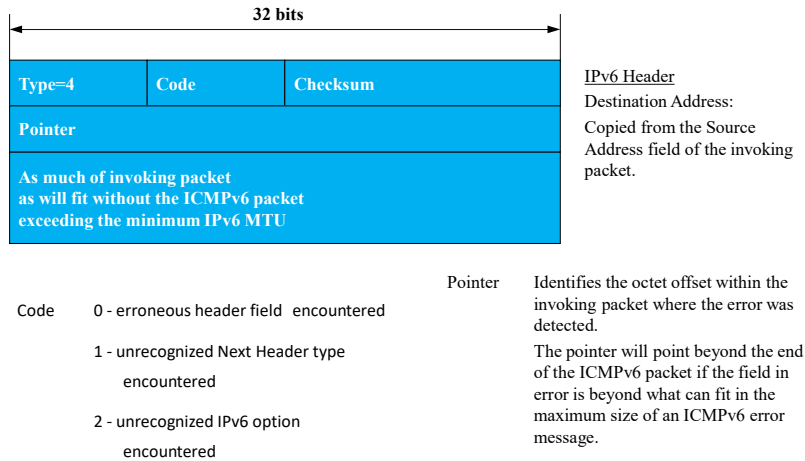 32 bits
Type=4 Code Checksum
Pointer
As much of invoking packet
as will fit without the ICMPv6 packet
exceeding the minimum IPv6 MTU
IPv6 Header
Destination Address:
Copied from the Source
Address field of the invoking
packet.
Code 0 - erroneous header field encountered
1 - unrecognized Next Header type
encountered
2 - unrecognized IPv6 option
encountered
Pointer Identifies the octet offset within the
invoking packet where the error was
detected.
The pointer will point beyond the end
of the ICMPv6 packet if the field in
error is beyond what can fit in the
maximum size of an ICMPv6 error
message.